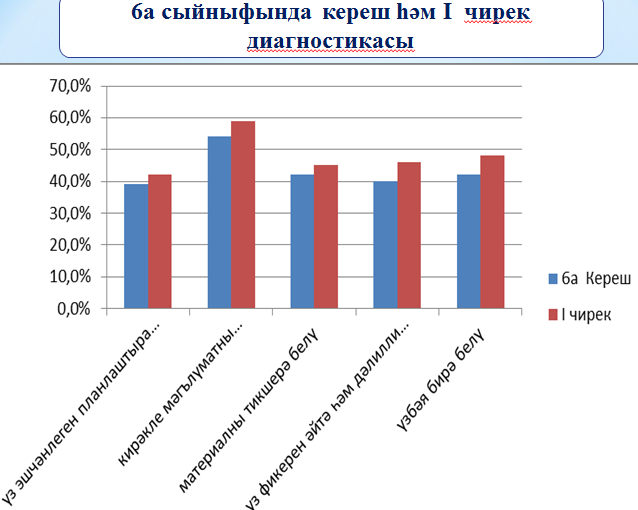 6а сыйныфында кереш һәм I чирек
диагностикасы
70,0%
60,0%
50,0%
40,0%
30,0%
20,0%
10,0%
0,0%
үз эшчәнлеген планлаштыра...
кирәкле мәгълүматны...
материалны тикшерә белү
үз фикерен әйтә һәм дәлилли...
үзбәя бирә белү
6а Кереш
I чирек